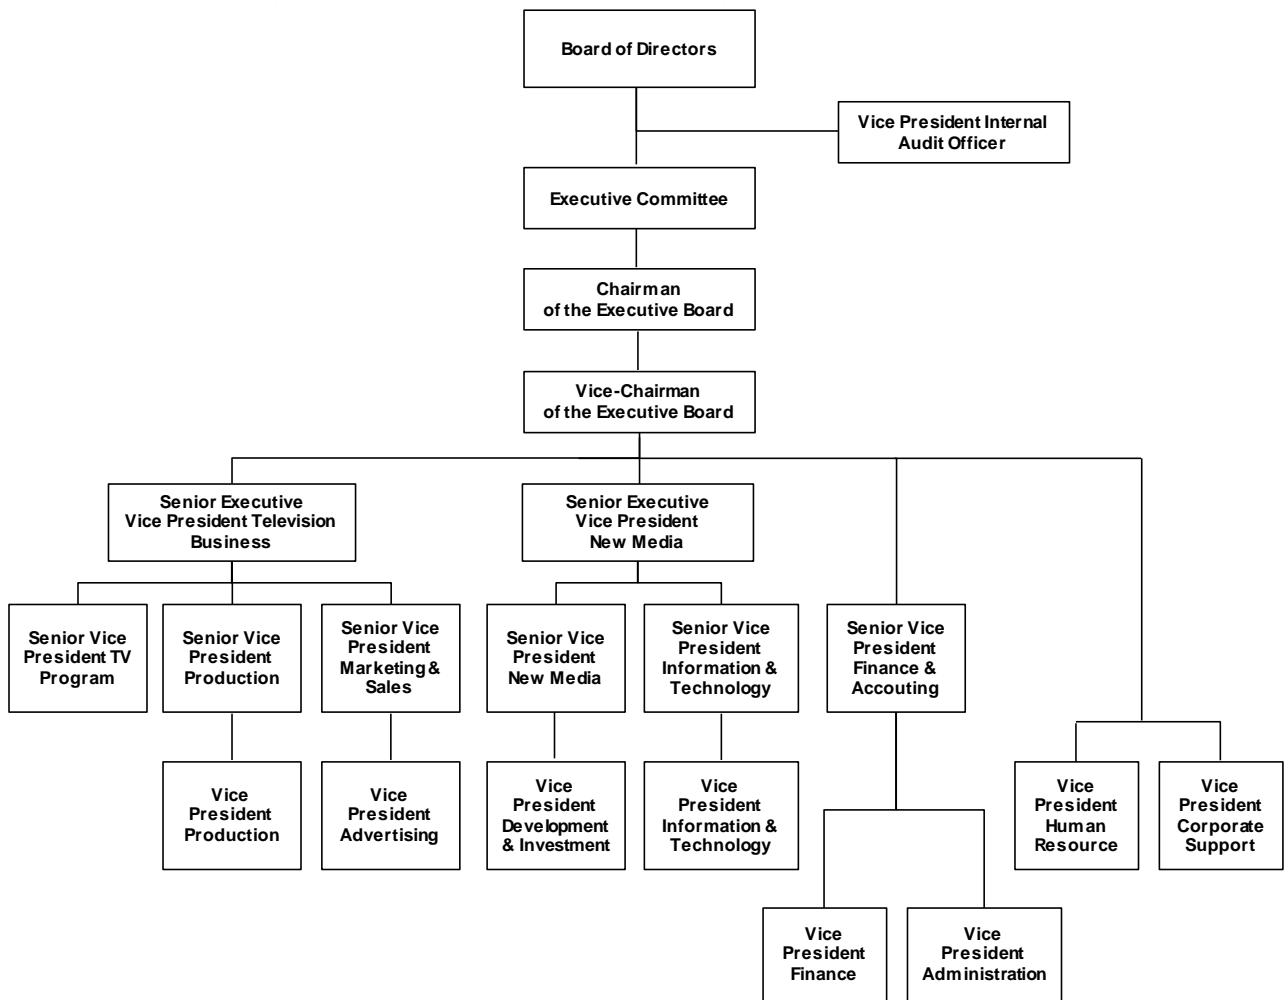 Board of Directors
Vice President Internal
Audit Officer
Executive Committee
Chairman
of the Executive Board
Vice-Chairman
of the Executive Board
Senior Executive
Vice President Television
Business
Senior Executive
Vice President
New Media
Senior Vice
President TV
Program
Senior Vice
President
Production
Senior Vice
President
Marketing &
Sales
Senior Vice
President
New Media
Senior Vice
President
Information &
Technology
Senior Vice
President
Finance &
Accouting
Vice
President
Production
Vice
President
Advertising
Vice
President
Development
& Investment
Vice
President
Information &
Technology
Vice
President
Human
Resource
Vice
President
Corporate
Support
Vice
President
Finance
Vice
President
Administration